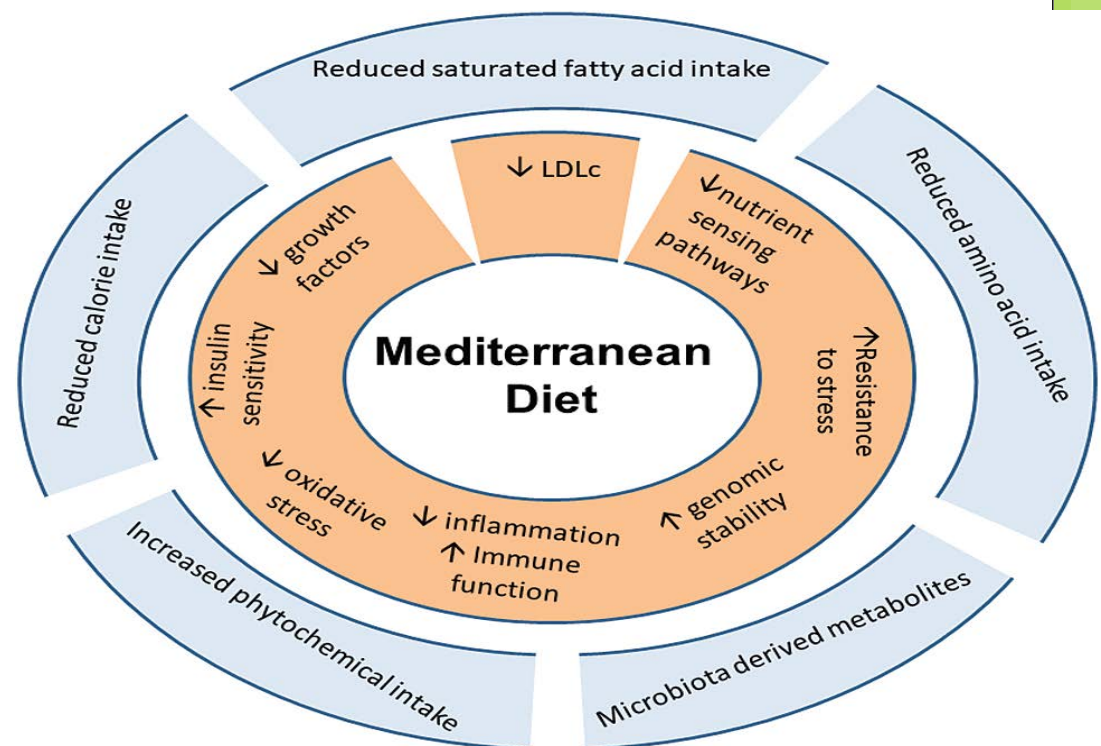 Reduced saturated fatty acid intake
Reduced amino acid intake
Microbiota derived metabolites
Increased phytochemical intake
Reduced calorie intake
↓ LDLc
↓nutrient
sensing
pathways
↑Resistance
to stress
↑ genomic
stability
↓ inflammation
↑ Immune
function
↓ oxidative
stress
↑ insulin
sensitivity
↓ growth
factors
Mediterranean
Diet